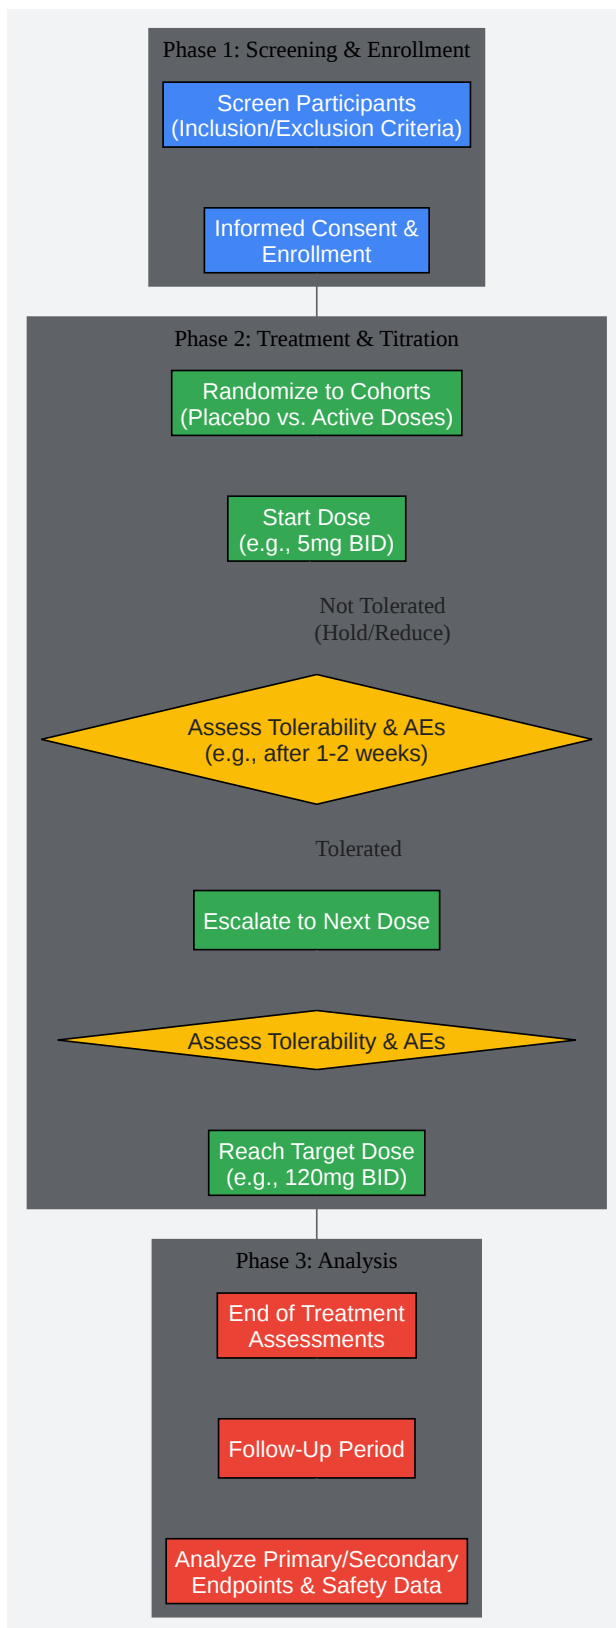 Phase 1: Screening & Enrollment
Screen Participants
(Inclusion/Exclusion Criteria)
Informed Consent &
Enrollment
Phase 2: Treatment & Titration
Randomize to Cohorts
(Placebo vs. Active Doses)
Start Dose
(e.g., 5mg BID)
Not Tolerated
(Hold/Reduce)
Assess Tolerability & AEs
(e.g., after 1-2 weeks)
Tolerated
Escalate to Next Dose
Assess Tolerability & AEs
Reach Target Dose
(e.g., 120mg BID)
Phase 3: Analysis
End of Treatment
Assessments
Follow-Up Period
Analyze Primary/Secondary
Endpoints & Safety Data